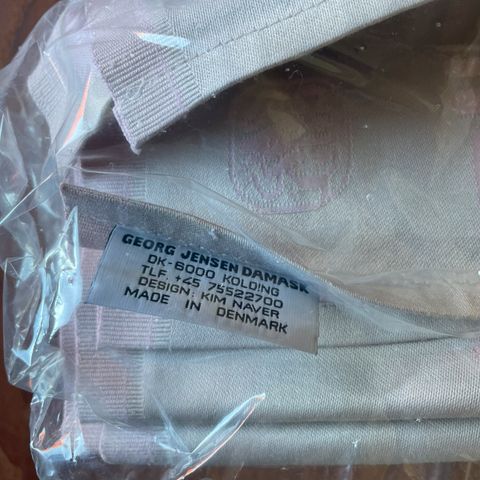 GEORG JENSEN DAMASK
DK-6000 KOLDING
TLF. +45 75522700
DESIGN: KIM NAVER
MADE IN DENMARK